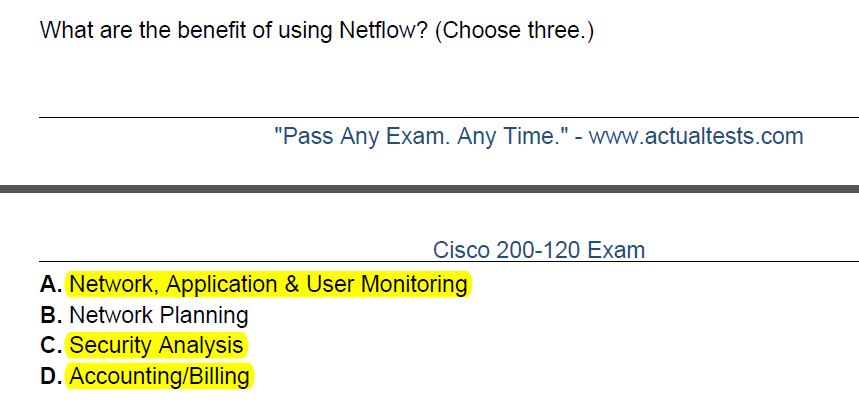 What are the benefit of using Netflow? (Choose three.)
"Pass Any Exam. Any Time." - www.actualtests.com
Cisco 200-120 Exam
A. Network, Application & User Monitoring
B. Network Planning
C. Security Analysis
D. Accounting/Billing